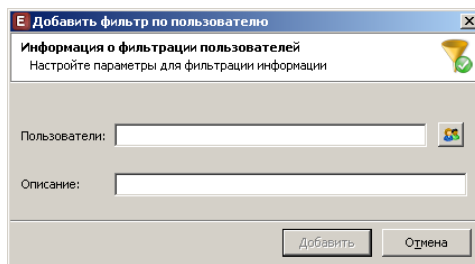 E Добавить фильтр по пользователю
Информация о фильтрации пользователей
Настройте параметры для фильтрации информации
Пользователи:
Описание:
Добавить Отмена